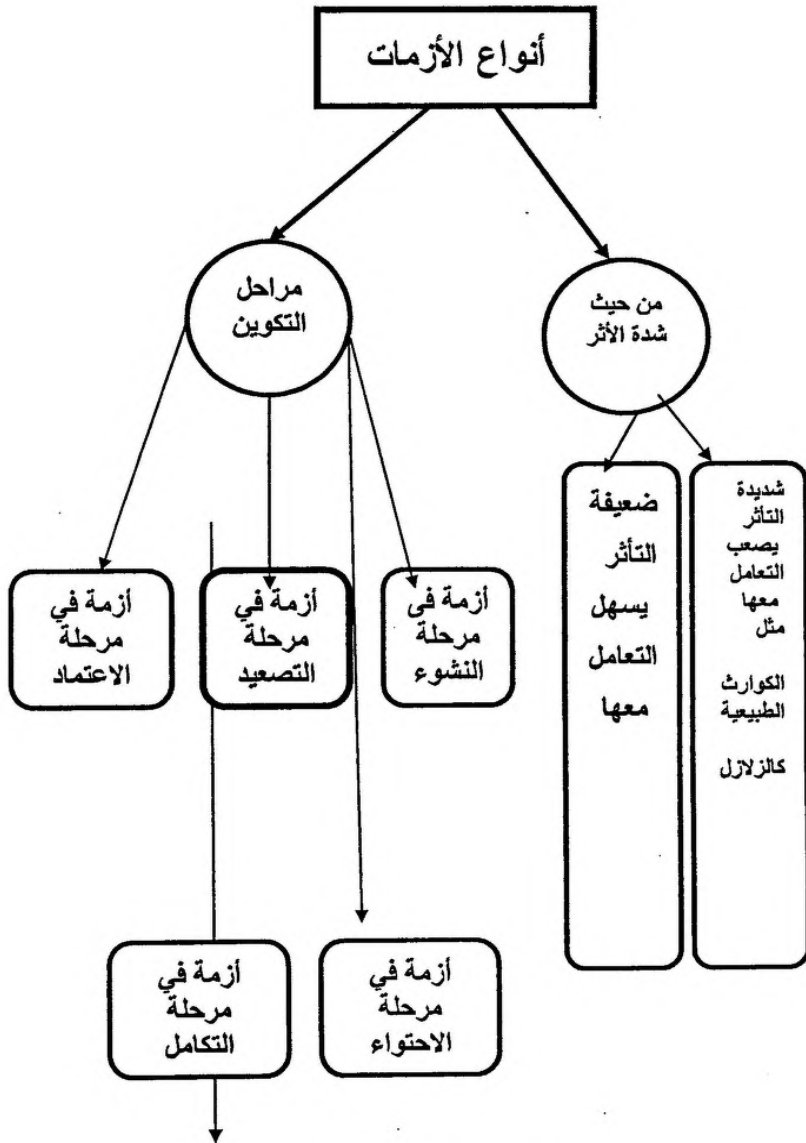 أنواع الأزمات
من حيث
شدة الأثر
مراحل
التكوين
شديدة
التأثر
يصعب
التعامل
معها
مثل
الكوارث
الطبيعية
كالزلازل
ضعيفة
التأثر
يسهل
التعامل
معها
أزمة فى
مرحلة
النشوء
أزمة في
مرحلة
التصعيد
أزمة في
مرحلة
الاعتماد
أزمة في
مرحلة
الاحتواء
أزمة في
مرحلة
التكامل